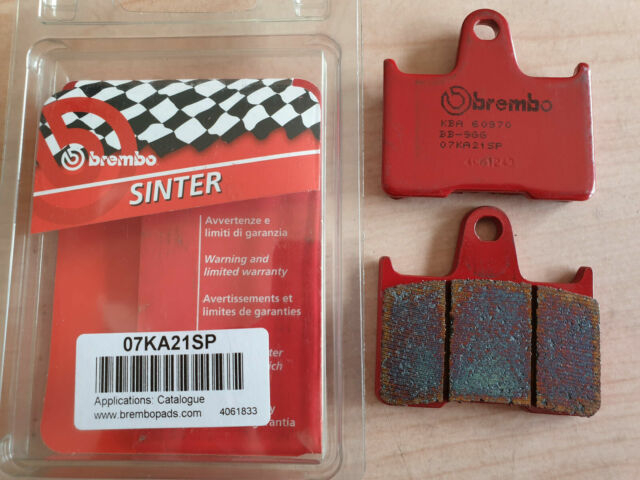 brembo
SINTER
Avvertenze e
limiti di garanzia
Warning and
limited warranty
Avertissements et
limites de garanties
07KA21SP
Applications: Catalogue
www.brembopads.com 4061833
brembo
KBA 60970
BB-9GG
07KA21SP